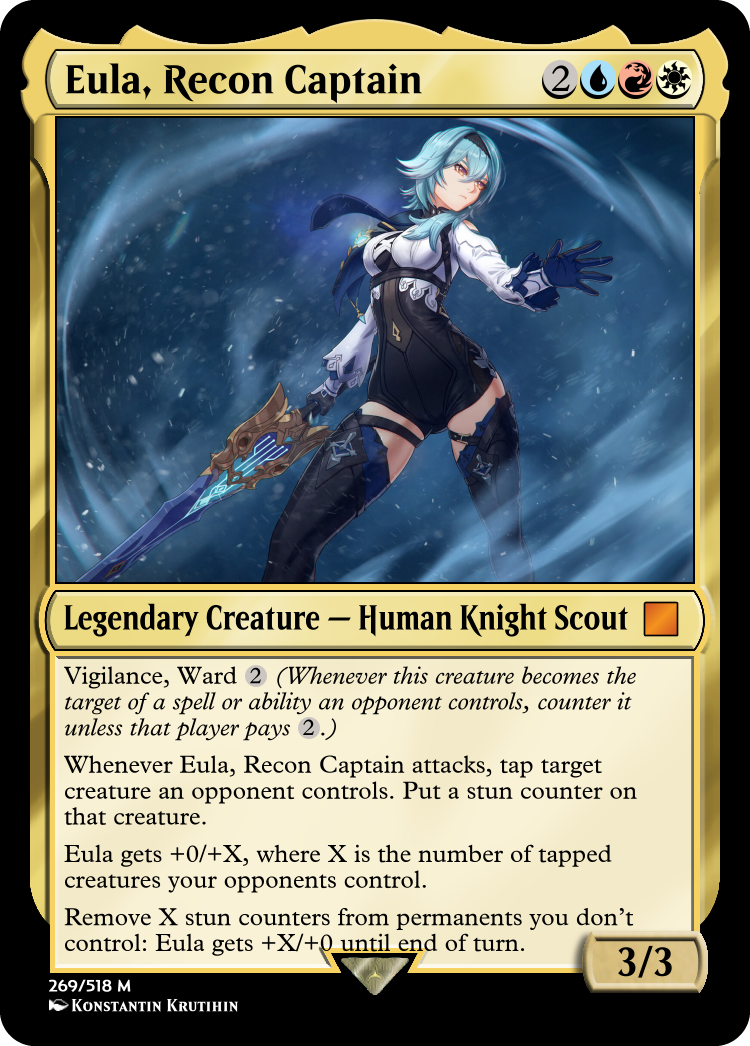 Eula, Recon Captain 2
Legendary Creature — Human Knight Scout
Vigilance, Ward 2 (Whenever this creature becomes the
target of a spell or ability an opponent controls, counter it
unless that player pays 2.)
Whenever Eula, Recon Captain attacks, tap target
creature an opponent controls. Put a stun counter on
that creature.
Eula gets +0/+X, where X is the number of tapped
creatures your opponents control.
Remove X stun counters from permanents you don’t
control: Eula gets +X/+0 until end of turn.
3/3
269/518 M
Konstantin Krutihin